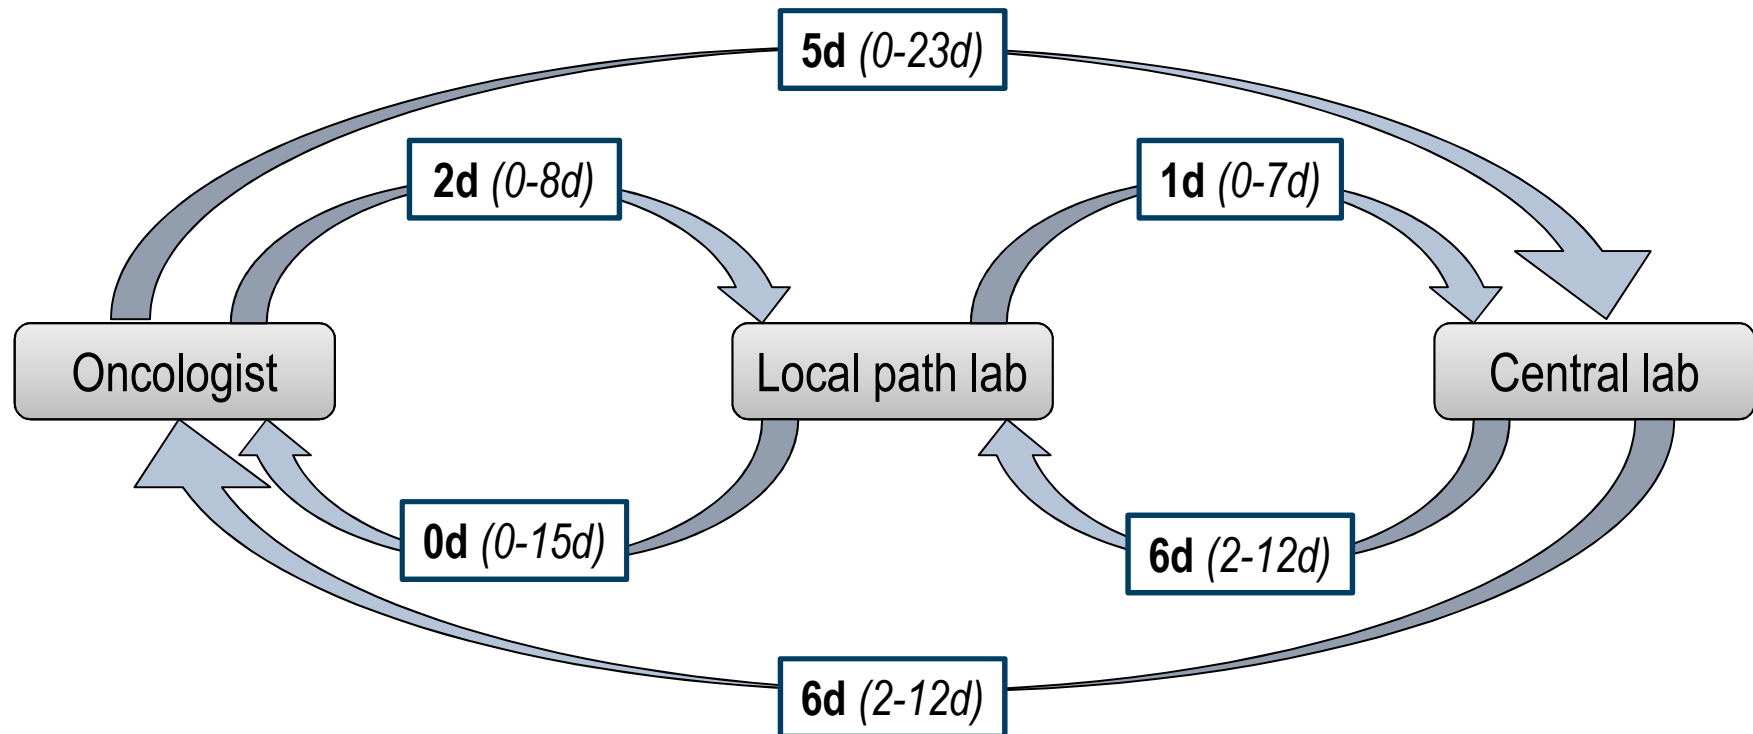 5d (0-23d)
2d (0-8d)
1d (0-7d)
Oncologist
Local path lab
Central lab
0d (0-15d)
6d (2-12d)
6d (2-12d)